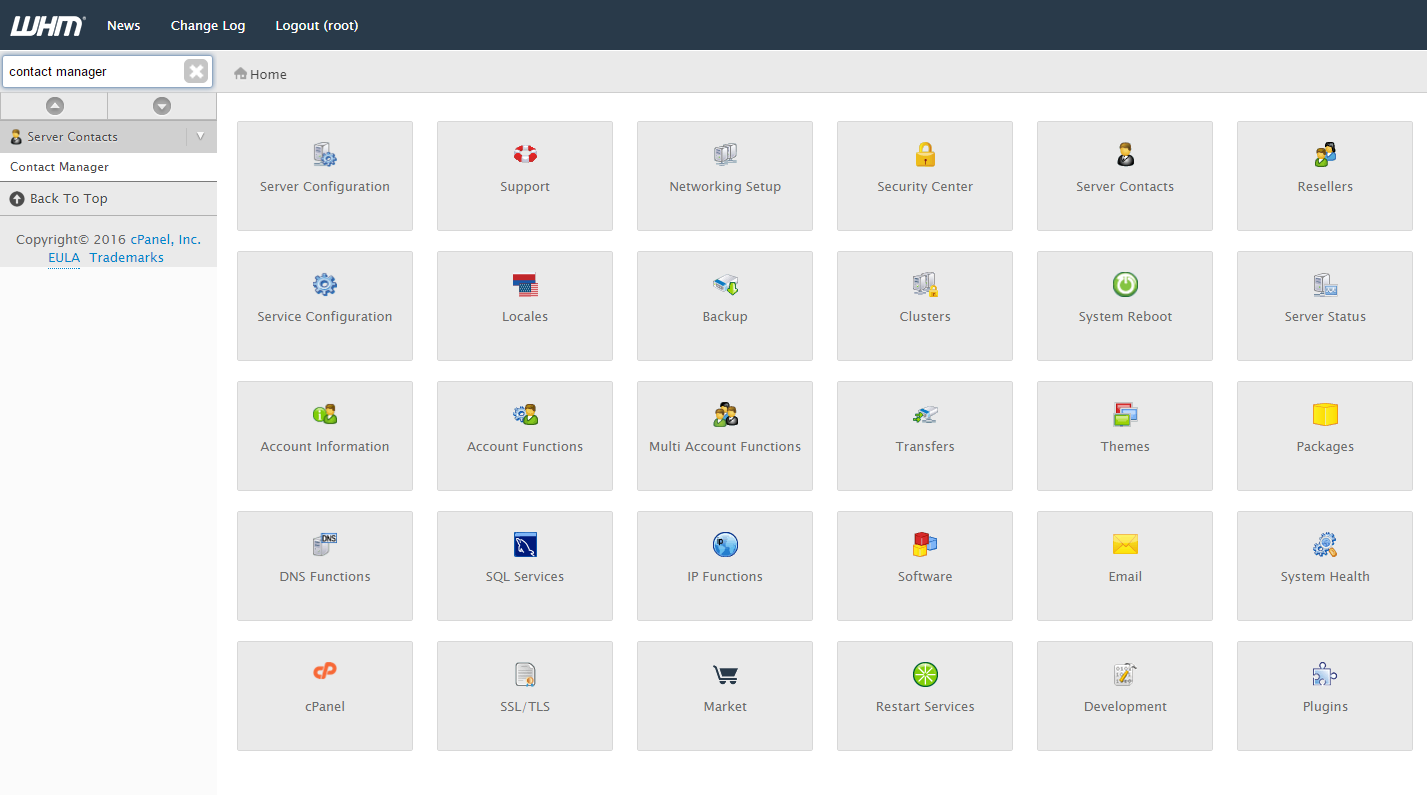 WHM
News Change Log Logout (root)
contact manager
Home
Server Contacts
Contact Manager
Back To Top
Copyright© 2016 cPanel, Inc.
EULA Trademarks
Server Configuration Support Networking Setup Security Center Server Contacts Resellers
Service Configuration Locales Backup Clusters System Reboot Server Status
Account Information Account Functions Multi Account Functions Transfers Themes Packages
DNS
IP
DNS Functions SQL Services IP Functions Software Email System Health
cP
cPanel SSL/TLS Market Restart Services Development Plugins